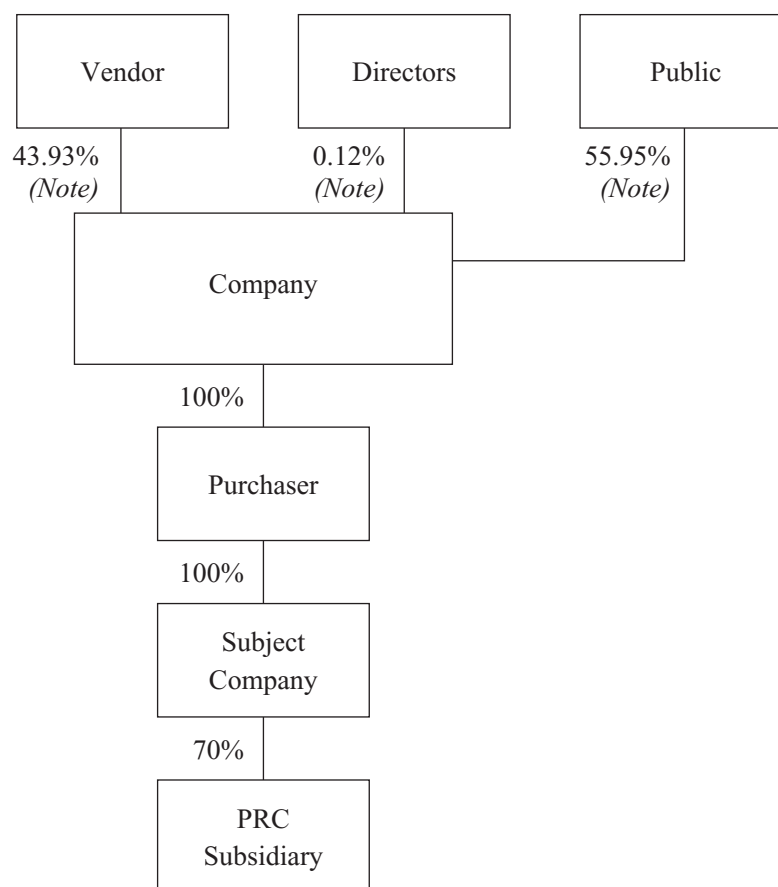 Vendor
Directors
Public
43.93%
(Note)
0.12%
(Note)
55.95%
(Note)
Company
100%
Purchaser
100%
Subject
Company
70%
PRC
Subsidiary